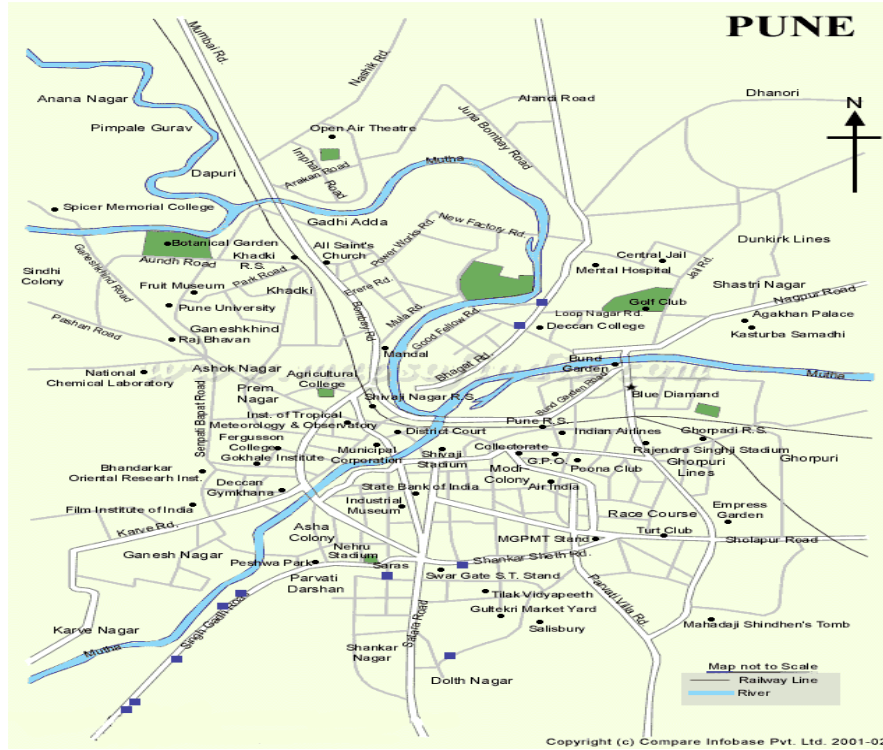 PUNE
Mumbai Rd.
Nashik Rd.
Anana Nagar
Pimpale Gurav
Open Air Theatre
Juna Bombay Road
Alandi Road
Dhanori
N
Imphal Road
Arakan Road
Mutha
Dapuri
Spicer Memorial College
Gadhi Adda
New Factory Rd.
Power Works Rd.
Botanical Garden
Aundh Road
Khadki
R.S.
All Saint's
Church
Central Jail
Mental Hospital
Jail Rd.
Dunkirk Lines
Sindhi
Colony
Ganeshkhind Road
Fruit Museum
Park Road
Khadki
Erere Rd.
Shastri Nagar
Nagpur Road
Pune University
Bombay Rd
Mula Rd.
Good Fellow Rd.
Golf Club
Loop Nagar Rd.
Deccan College
Agakhan Palace
Kasturba Samadhi
Pashan Road
Ganeshkhind
Raj Bhavan
Mandal
Bhagat Rd.
National
Chemical Laboratory
Ashok Nagar
Agricultural
College
Bund
Garden
Mutha
Prem
Nagar
Senpati Bapat Road
Shivaji Nagar R.S.
Bund Garden Road
Blue Diamand
Inst. of Tropical
Meteorology & Observatory
Pune R.S.
District Court
Indian Airlines
Ghorpadi R.S.
Fergusson
College
Gokhale Institute
Municipal
Corporation
Shivaji
Stadium
Collectorate
G.P.O.
Rajendra Singhji Stadium
Bhandarkar
Oriental Researh Inst.
Modi
Colony
Poona Club
Ghorpuri
Lines
Ghorpuri
Deccan
Gymkhana
State Bank of India
Air India
Film Institute of India
Industrial
Museum
Race Course
Empress
Garden
Karve Rd.
Asha
Colony
MGPMT Stand
Turf Club
Sholapur Road
Ganesh Nagar
Nehru
Stadium
Peshwa Park
Saras
Shankar Sheth Rd.
Parvati
Darshan
Swar Gate S.T. Stand
Tilak Vidyapeeth
Parvati Villa Rd.
Singh Gadh Road
Satara Road
Gultekri Market Yard
Salisbury
Mahadaji Shindhen's Tomb
Karve Nagar
Mutha
Shankar
Nagar
Dolth Nagar
Map not to Scale
Railway Line
River
Copyright (c) Compare Infobase Pvt. Ltd. 2001-02